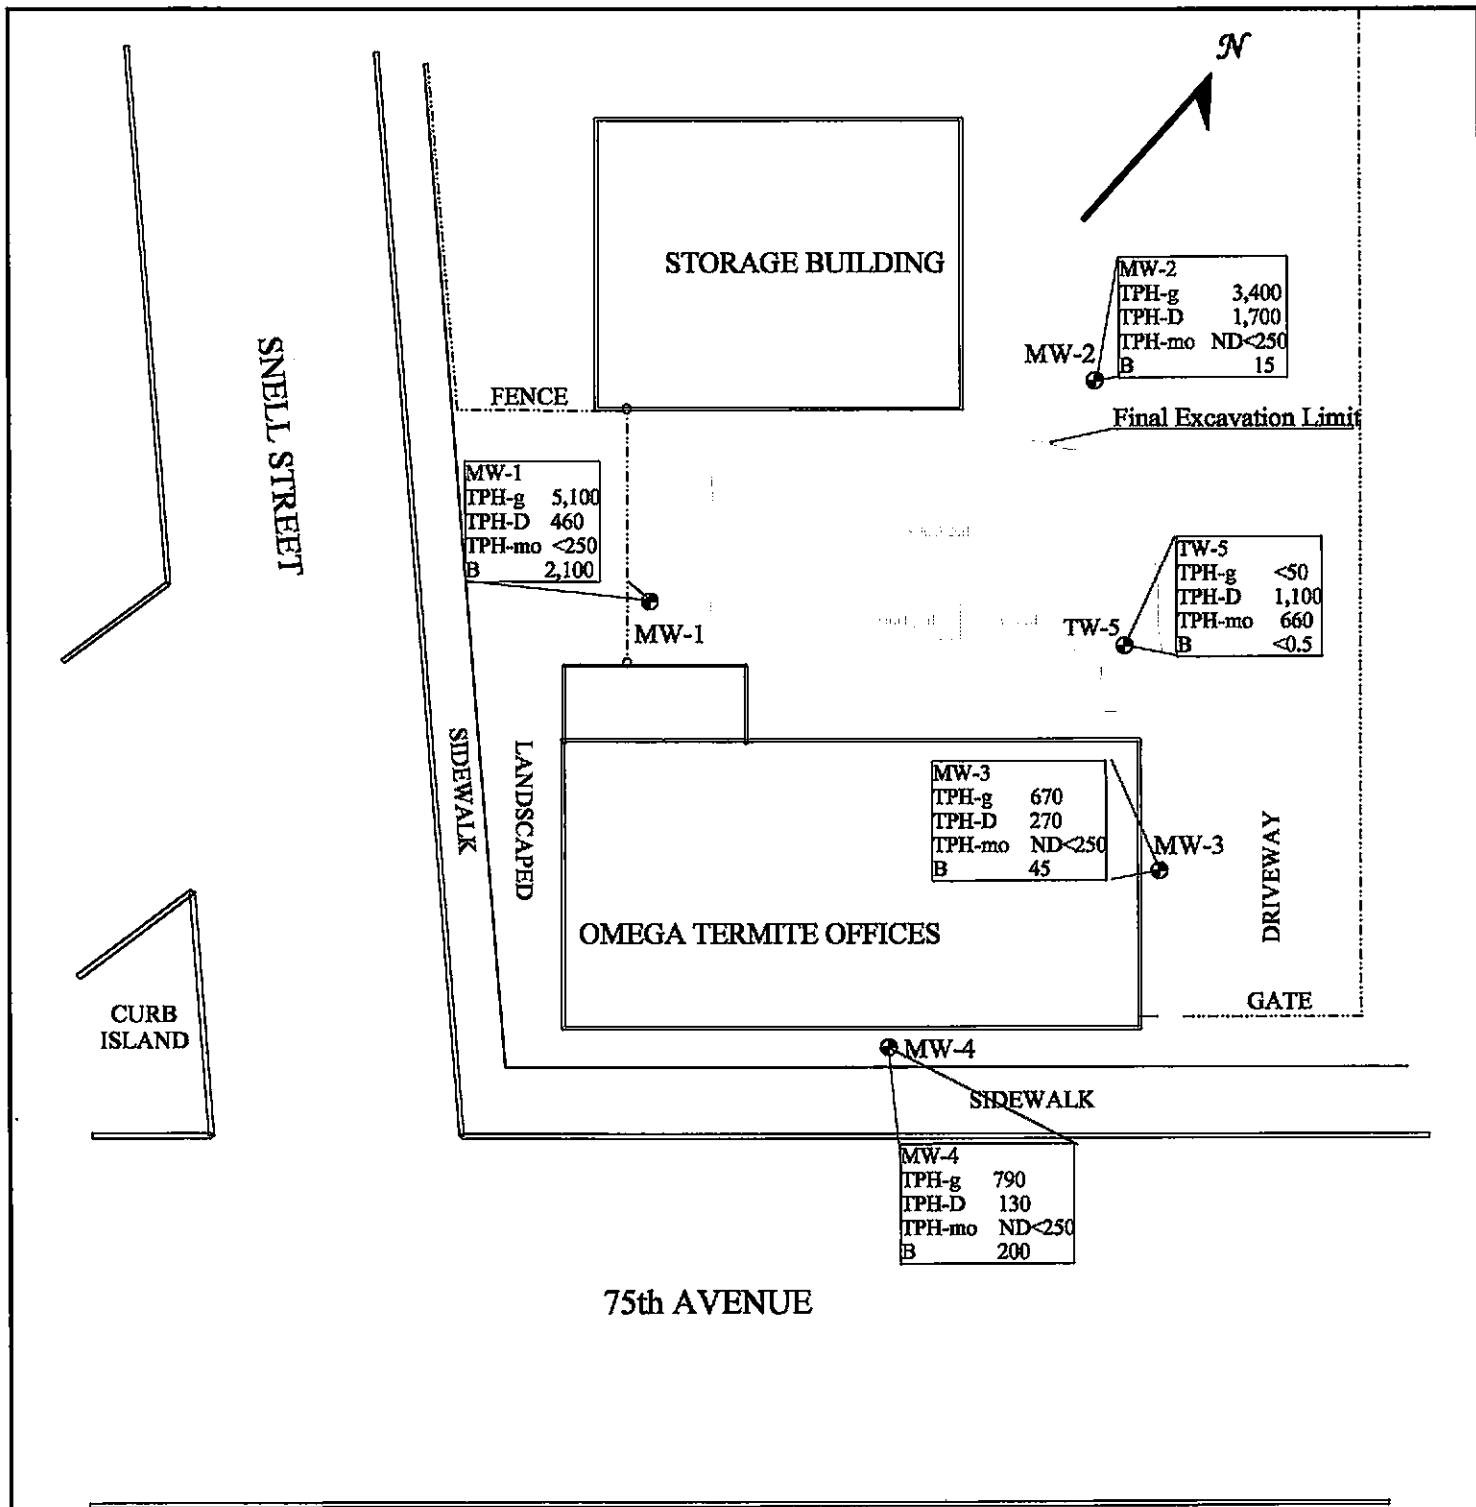 N
STORAGE BUILDING
MW-2
TPH-g 3,400
TPH-D 1,700
TPH-mo ND<250
B 15
MW-2
SNELL STREET
FENCE
Final Excavation Limit
MW-1
TPH-g 5,100
TPH-D 460
TPH-mo <250
B 2,100
MW-1
TW-5
TPH-g <50
TPH-D 1,100
TPH-mo 660
B <0.5
TW-5
SIDEWALK
LANDSCAPED
MW-3
TPH-g 670
TPH-D 270
TPH-mo ND<250
B 45
MW-3
DRIVEWAY
OMEGA TERMITE OFFICES
CURB
ISLAND
GATE
MW-4
SIDEWALK
MW-4
TPH-g 790
TPH-D 130
TPH-mo ND<250
B 200
75th AVENUE